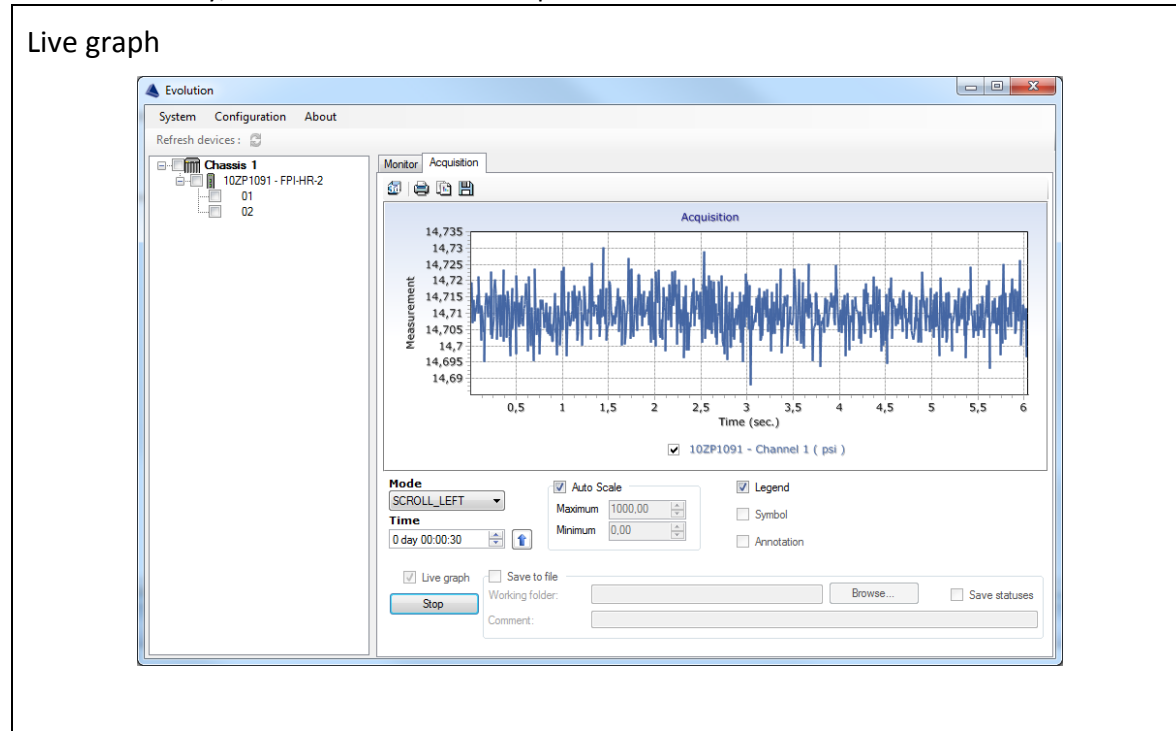 Live graph
Evolution
System Configuration About
Refresh devices :
Chassis 1
10ZP1091 - FPI-HR-2
01
02
Monitor Acquisition
Acquisition
14,735
14,73
14,725
14,72
14,715
14,71
14,705
14,7
14,695
14,69
Measurement
0,5 1 1,5 2 2,5 3 3,5 4 4,5 5 5,5 6
Time (sec.)
10ZP1091 - Channel 1 ( psi )
Mode
SCROLL_LEFT
Time
0 day 00:00:30
Auto Scale
Maximum 1000,00
Minimum 0,00
Legend
Symbol
Annotation
Live graph
Stop
Save to file
Working folder:
Browse...
Save statuses
Comment: